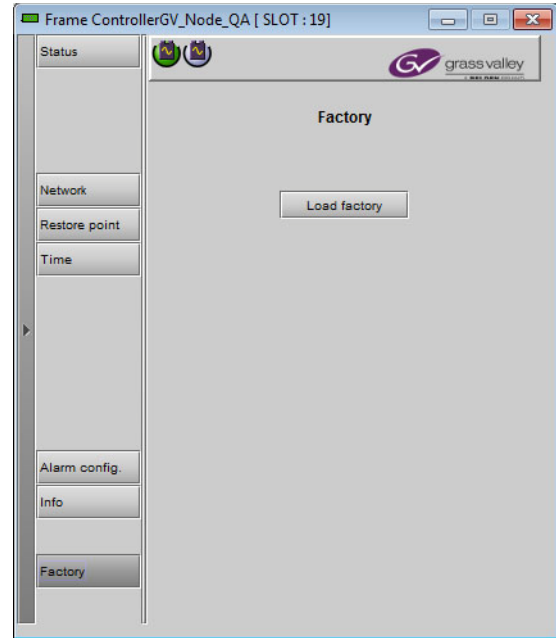 Frame ControllerGV_Node_QA [ SLOT : 19]
Status
grass valley
Factory
Network
Load factory
Restore point
Time
Alarm config.
Info
Factory